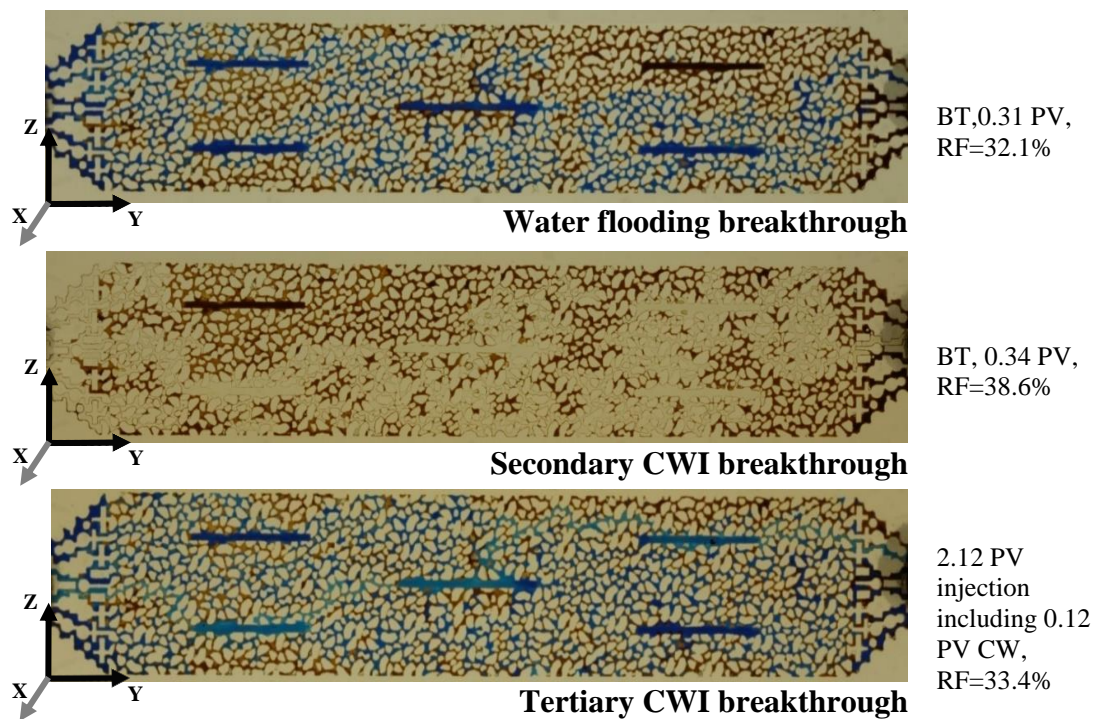 BT,0.31 PV,
RF=32.1%
Z
X
Y
Water flooding breakthrough
BT, 0.34 PV,
RF=38.6%
Z
X
Y
Secondary CWI breakthrough
2.12 PV
injection
including 0.12
PV CW,
RF=33.4%
Z
X
Y
Tertiary CWI breakthrough